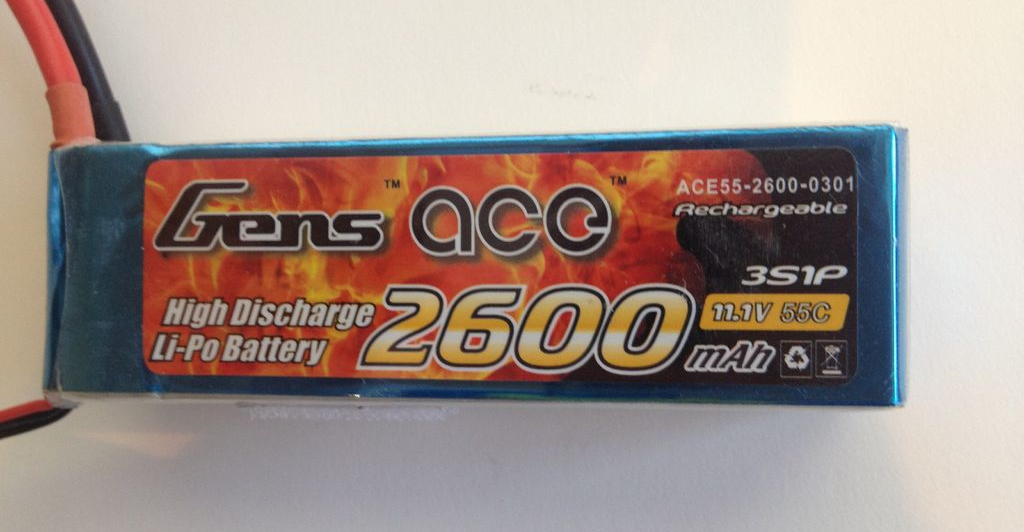 Gens™ ace™
ACE55-2600-0301
Rechargeable
3S1P
11.1V 55C
High Discharge
Li-Po Battery
2600 mAh